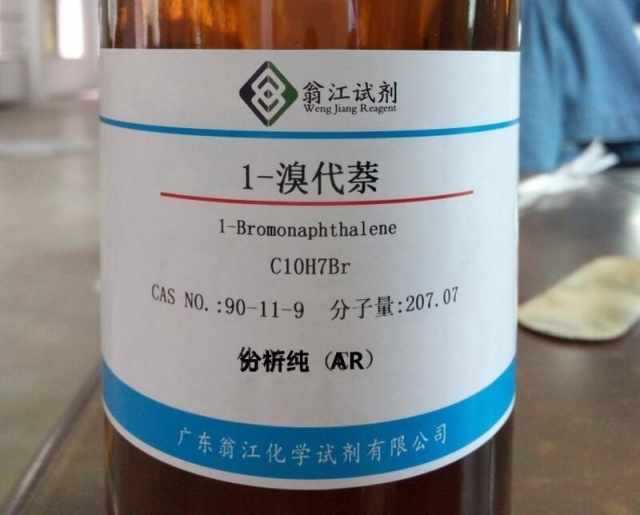 翁江试剂
Weng Jiang Reagent
1-溴代萘
1-Bromonaphthalene
C10H7Br
CAS NO.:90-11-9 分子量:207.07
分析纯（AR）
广东翁江化学试剂有限公司